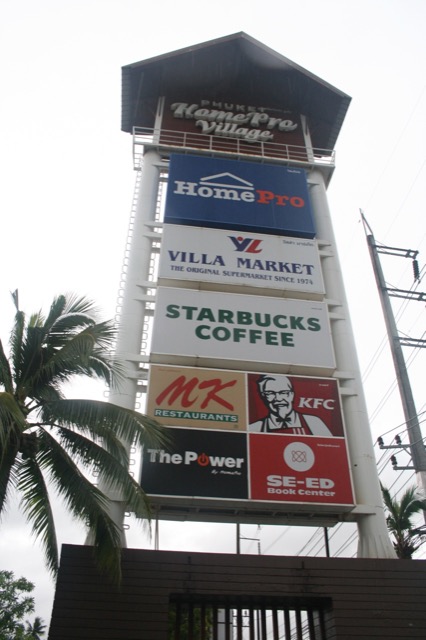 PHUKET
HomePro
Village
HomePro
VL
VILLA MARKET
THE ORIGINAL SUPERMARKET SINCE 1974
STARBUCKS
COFFEE
MK
RESTAURANTS
KFC
The Power
SE-ED
Book Center